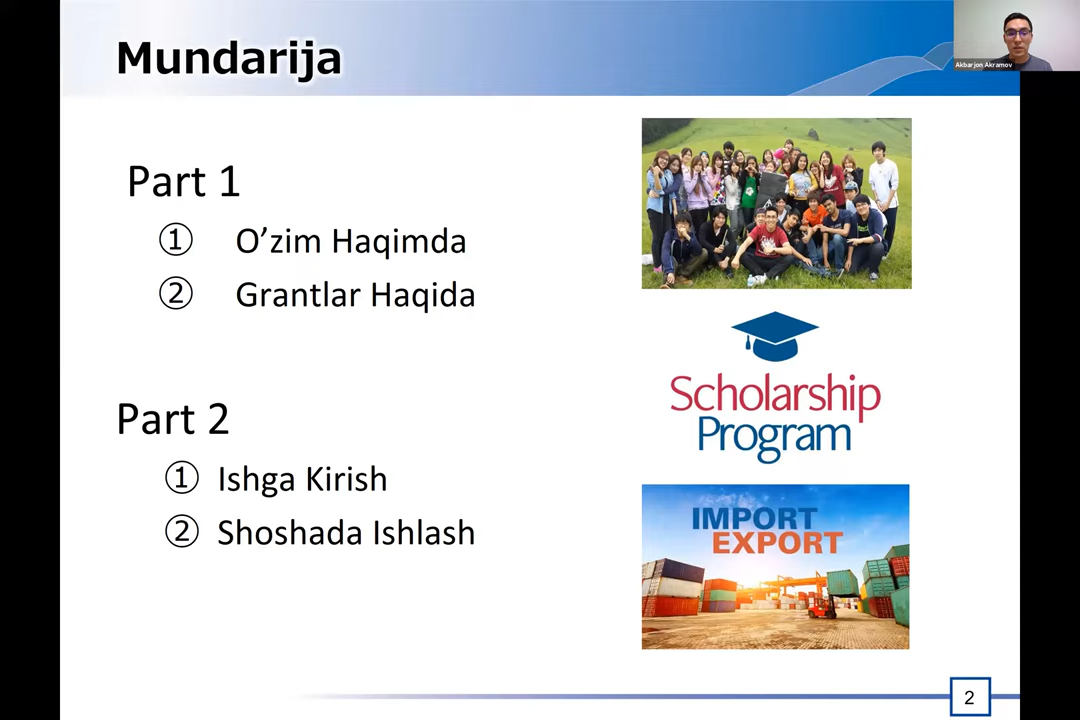 Mundarija
Akbarjon Akramov
Part 1
① O’zim Haqimda
② Grantlar Haqida
Scholarship
Program
Part 2
① Ishga Kirish
② Shoshada Ishlash
IMPORT
EXPORT
2